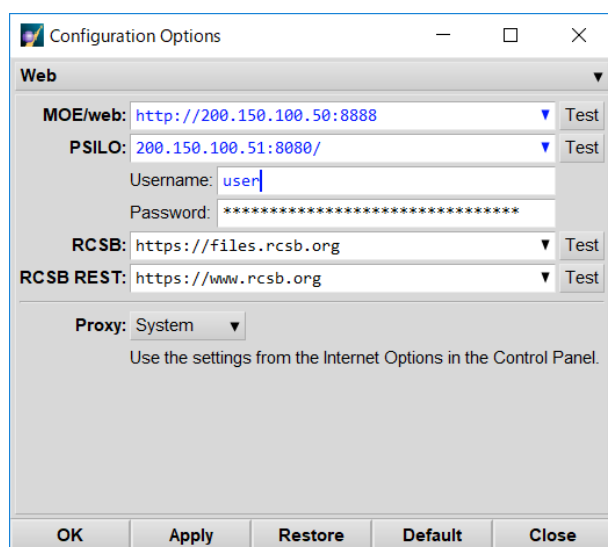 Configuration Options
Web
MOE/web: http://200.150.100.50:8888 Test
PSILO: 200.150.100.51:8080/ Test
Username: user
Password: ********************************
RCSB: https://files.rcsb.org Test
RCSB REST: https://www.rcsb.org Test
Proxy: System
Use the settings from the Internet Options in the Control Panel.
OK Apply Restore Default Close